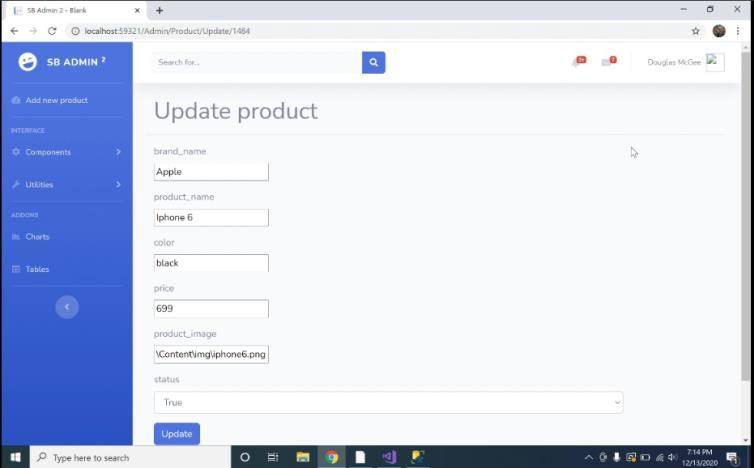 SB Admin 2 - Blank
localhost:59321/Admin/Product/Update/1484
SB ADMIN 2
Search for...
3+
7
Douglas McGee
Add new product
INTERFACE
Components
Utilities
ADDONS
Charts
Tables
Update product
brand_name
Apple
product_name
Iphone 6
color
black
price
699
product_image
\Content\img\iphone6.png
status
True
Update
Type here to search
7:14 PM
12/13/2020